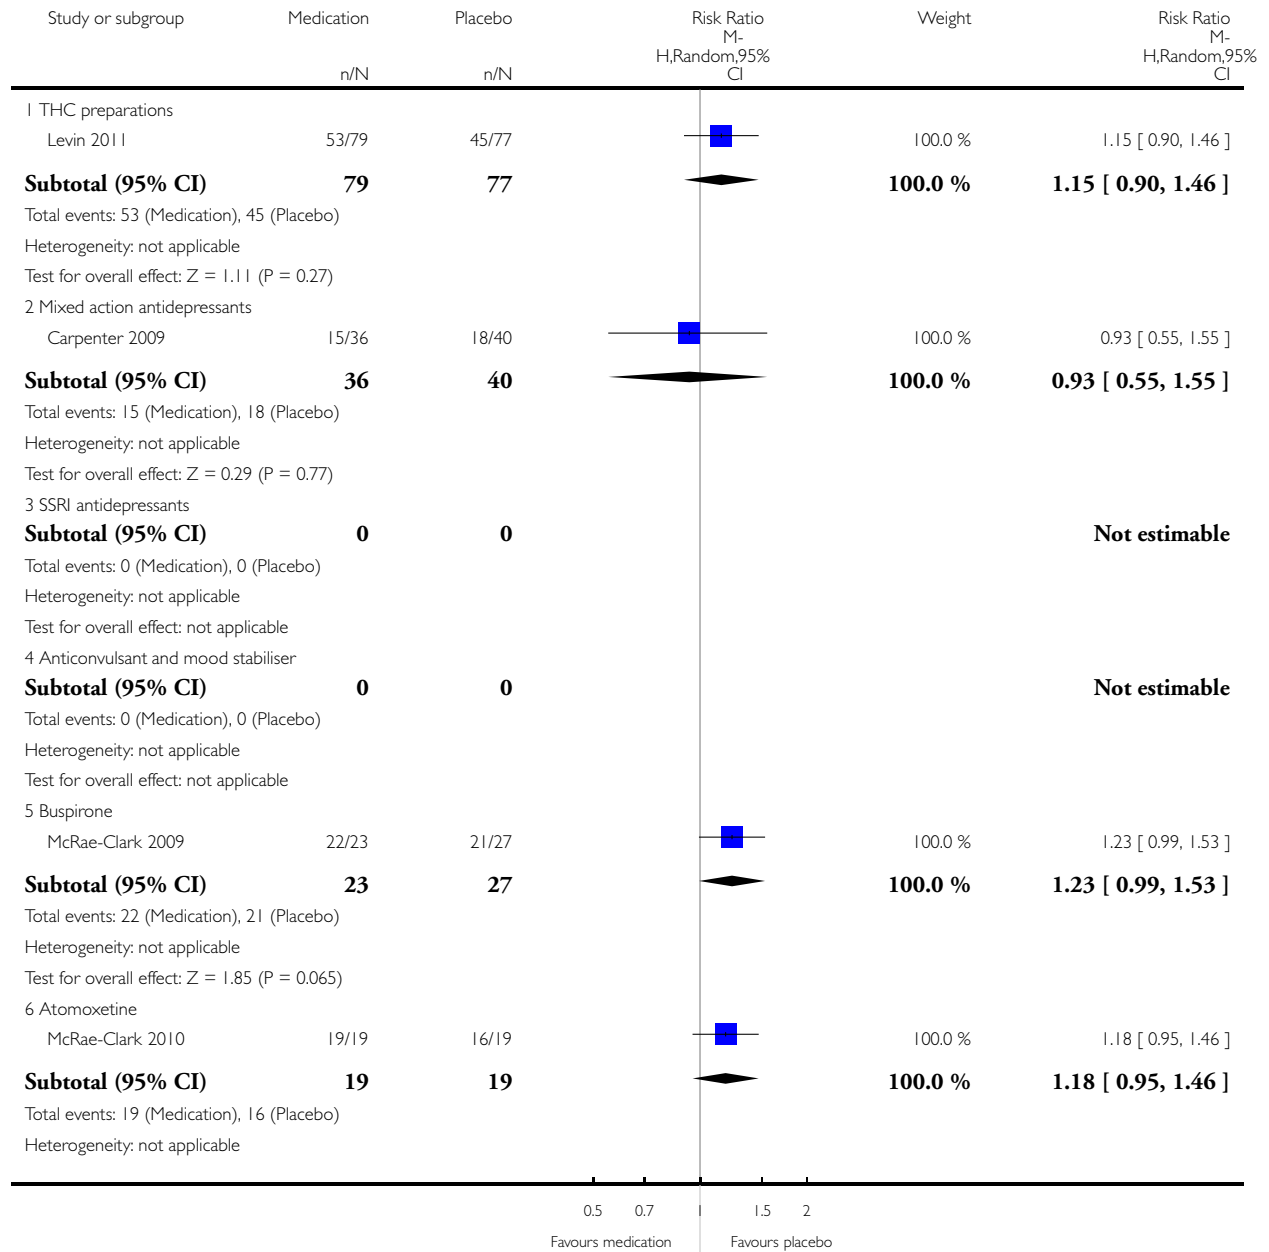 Study or subgroup Medication Placebo Risk Ratio Weight Risk Ratio
M- M-
H,Random,95% H,Random,95%
n/N n/N CI CI
1 THC preparations
Levin 2011 53/79 45/77 100.0 % 1.15 [ 0.90, 1.46 ]
Subtotal (95% CI) 79 77 100.0 % 1.15 [ 0.90, 1.46 ]
Total events: 53 (Medication), 45 (Placebo)
Heterogeneity: not applicable
Test for overall effect: Z = 1.11 (P = 0.27)
2 Mixed action antidepressants
Carpenter 2009 15/36 18/40 100.0 % 0.93 [ 0.55, 1.55 ]
Subtotal (95% CI) 36 40 100.0 % 0.93 [ 0.55, 1.55 ]
Total events: 15 (Medication), 18 (Placebo)
Heterogeneity: not applicable
Test for overall effect: Z = 0.29 (P = 0.77)
3 SSRI antidepressants
Subtotal (95% CI) 0 0 Not estimable
Total events: 0 (Medication), 0 (Placebo)
Heterogeneity: not applicable
Test for overall effect: not applicable
4 Anticonvulsant and mood stabiliser
Subtotal (95% CI) 0 0 Not estimable
Total events: 0 (Medication), 0 (Placebo)
Heterogeneity: not applicable
Test for overall effect: not applicable
5 Buspirone
McRae-Clark 2009 22/23 21/27 100.0 % 1.23 [ 0.99, 1.53 ]
Subtotal (95% CI) 23 27 100.0 % 1.23 [ 0.99, 1.53 ]
Total events: 22 (Medication), 21 (Placebo)
Heterogeneity: not applicable
Test for overall effect: Z = 1.85 (P = 0.065)
6 Atomoxetine
McRae-Clark 2010 19/19 16/19 100.0 % 1.18 [ 0.95, 1.46 ]
Subtotal (95% CI) 19 19 100.0 % 1.18 [ 0.95, 1.46 ]
Total events: 19 (Medication), 16 (Placebo)
Heterogeneity: not applicable
0.5 0.7 1 1.5 2
Favours medication Favours placebo